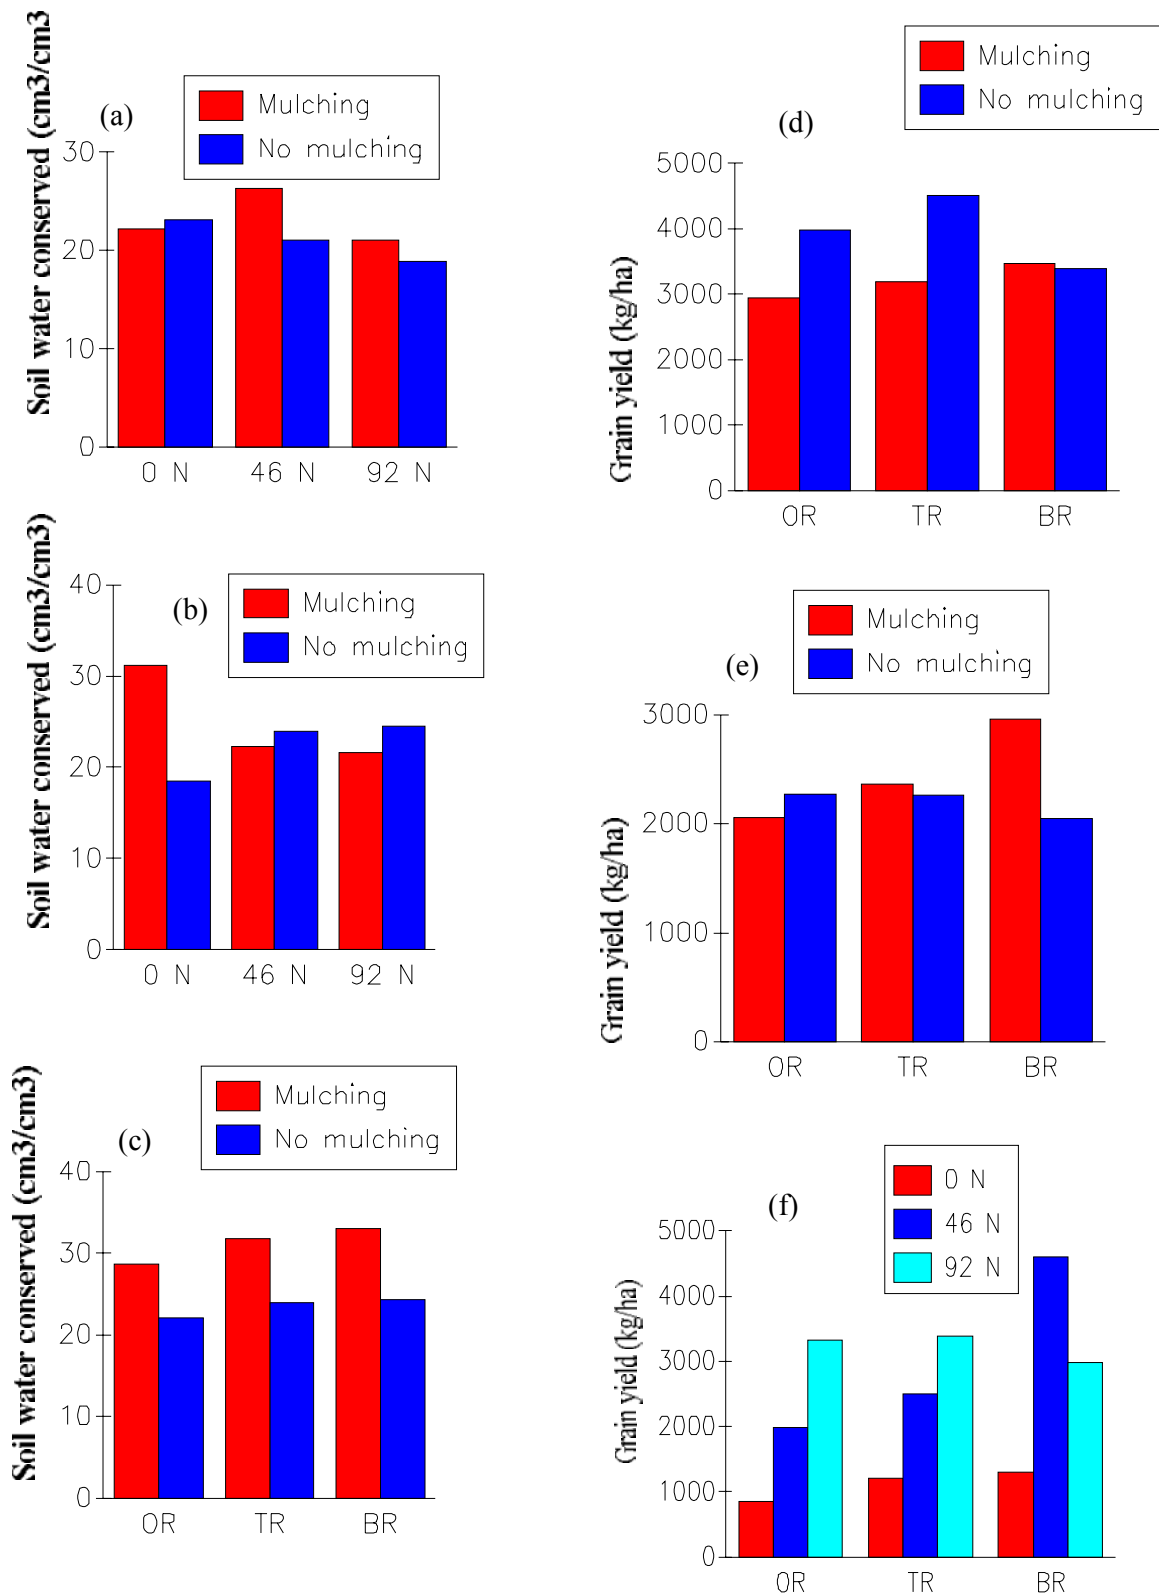 (a)
Mulching
No mulching
Soil water conserved (cm3/cm3
30
20
10
0
0 N
46 N
92 N
(b)
Mulching
No mulching
Soil water conserved (cm3/cm3)
40
30
20
10
0
0 N
46 N
92 N
(c)
Mulching
No mulching
Soil water conserved (cm3/cm3)
40
30
20
10
0
OR
TR
BR
(d)
Mulching
No mulching
Grain yield (kg/ha)
5000
4000
3000
2000
1000
0
OR
TR
BR
(e)
Mulching
No mulching
Grain yield (kg/ha)
3000
2000
1000
0
OR
TR
BR
(f)
0 N
46 N
92 N
Grain yield (kg/ha)
5000
4000
3000
2000
1000
0
OR
TR
BR